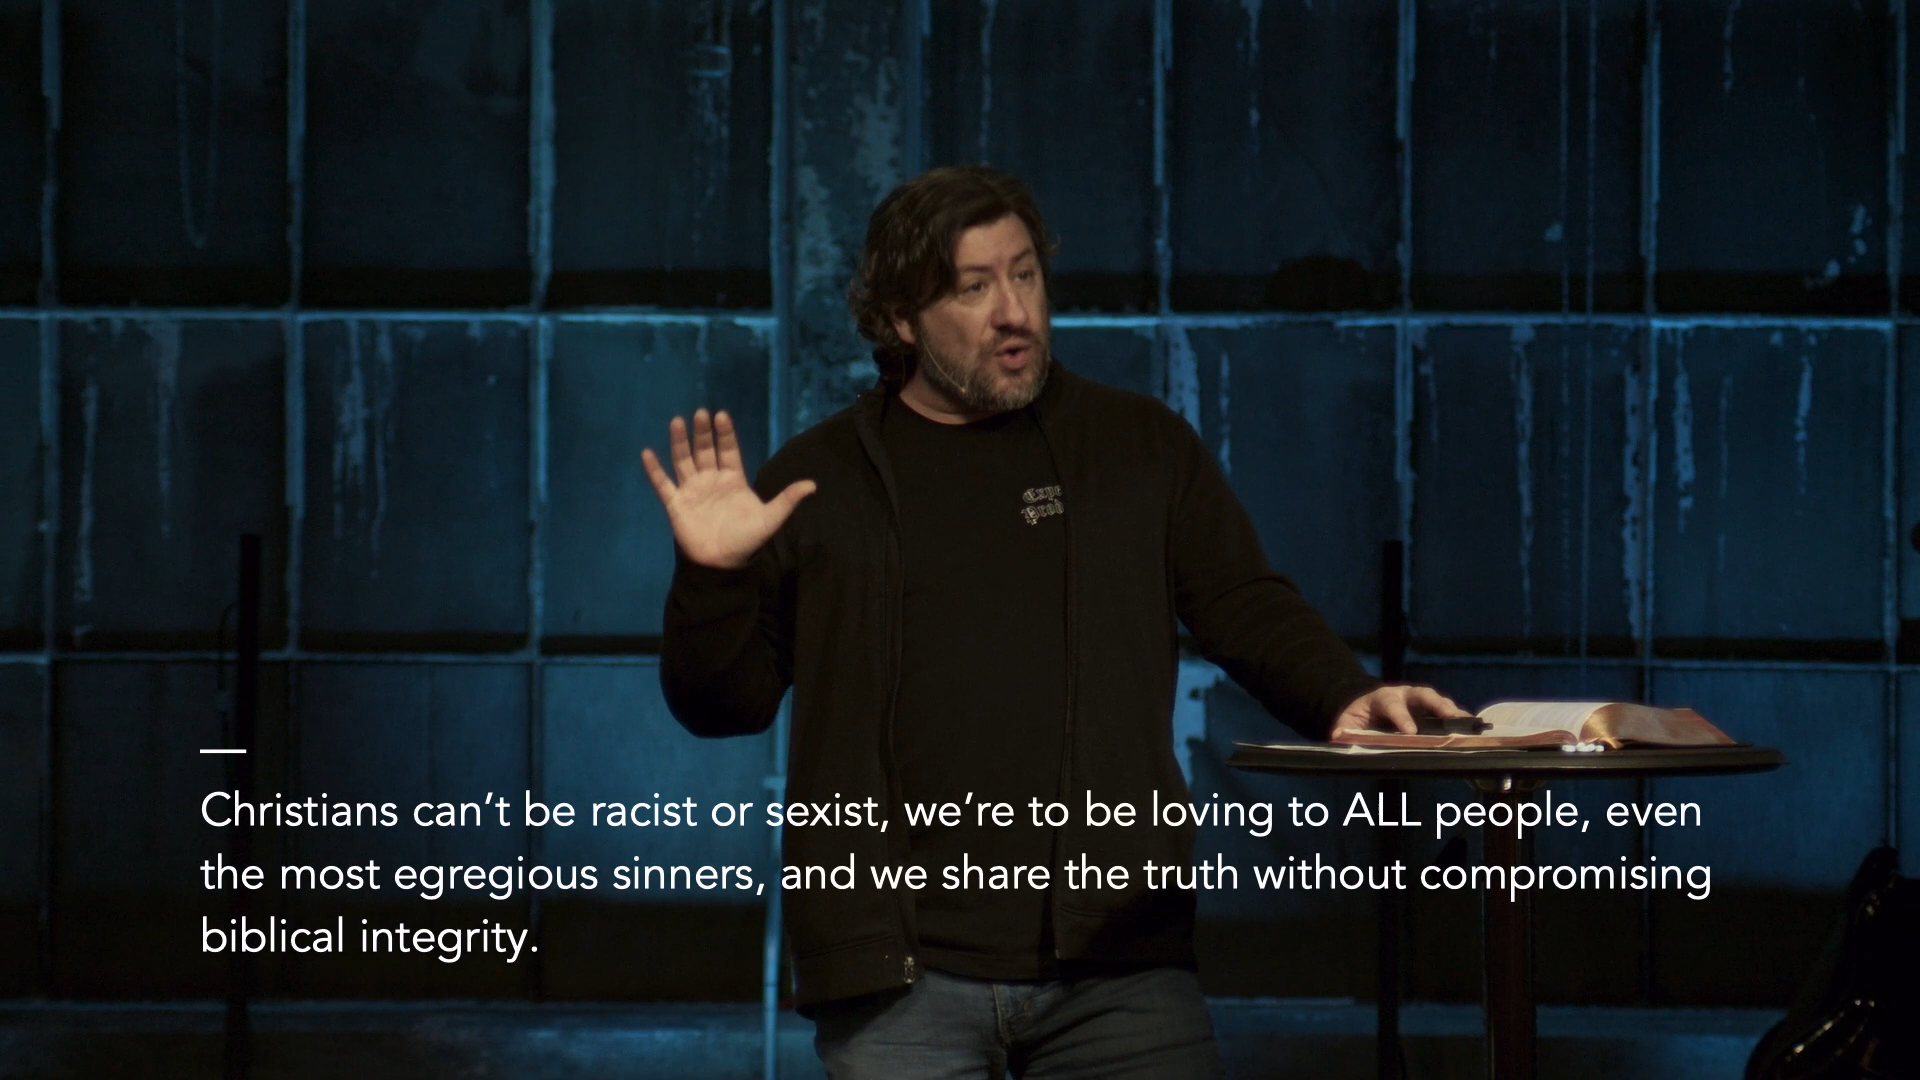 Christians can’t be racist or sexist, we’re to be loving to ALL people, even
the most egregious sinners, and we share the truth without compromising
biblical integrity.